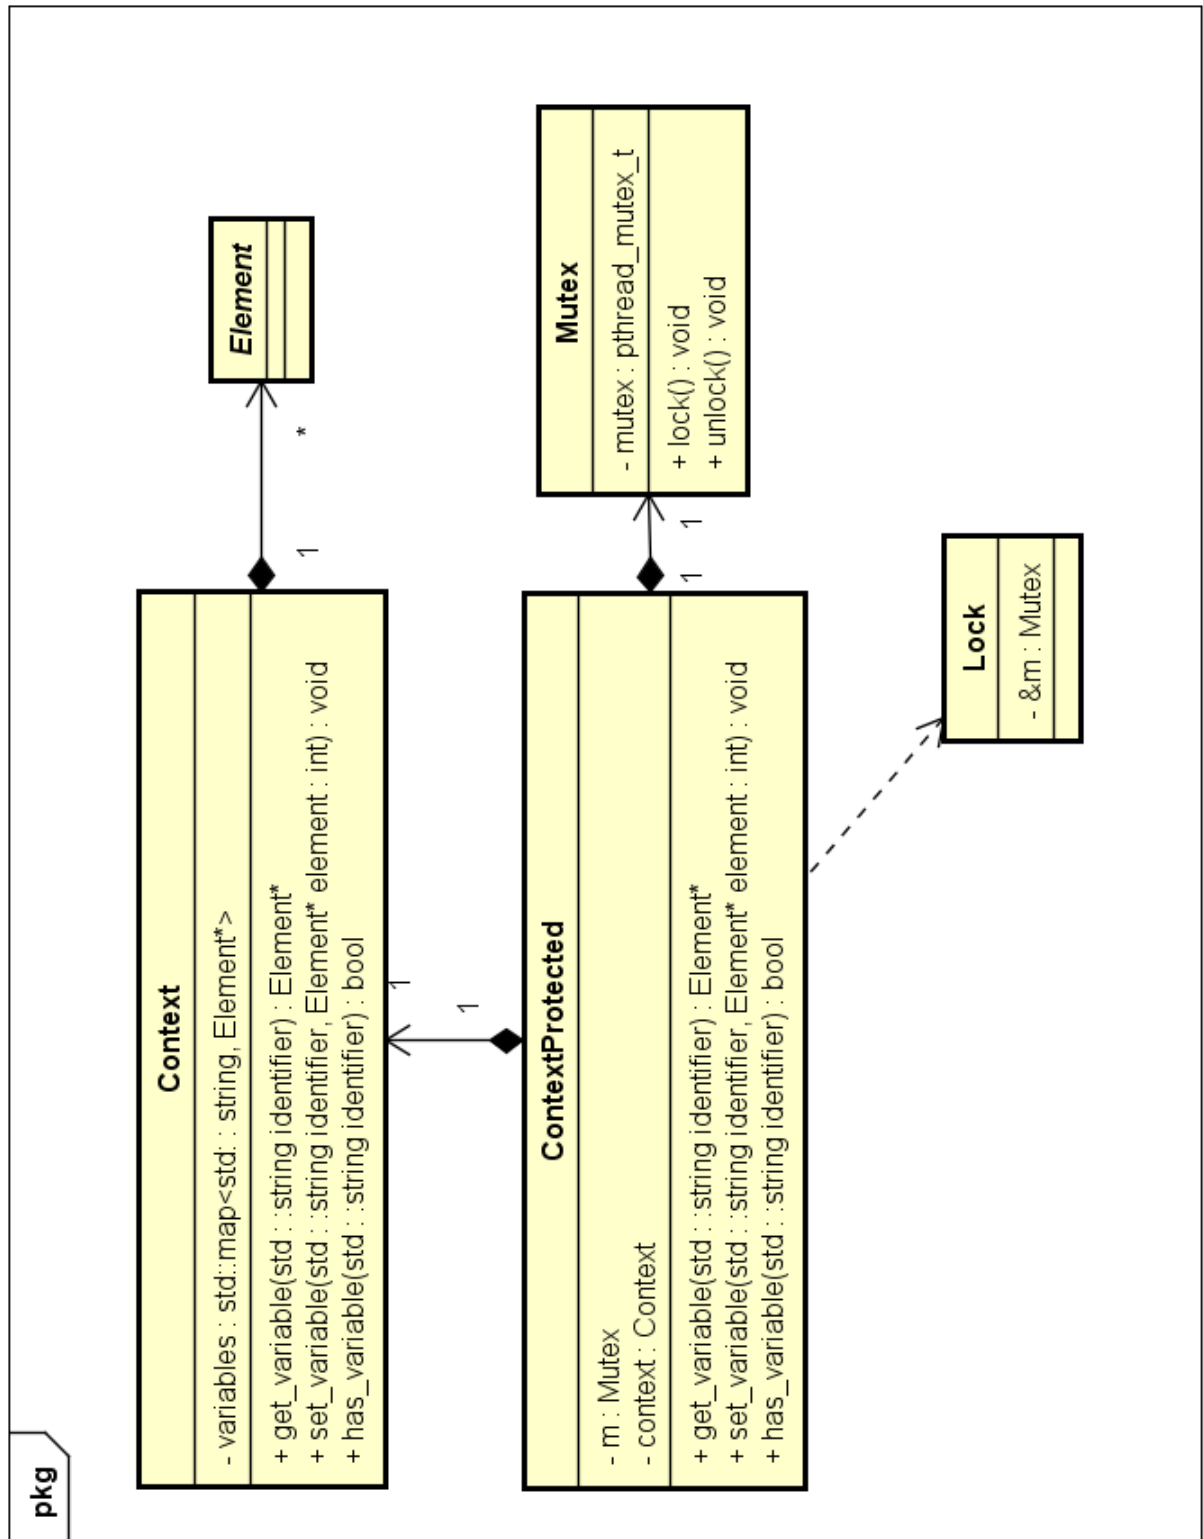 pkg
Context
- variables : std::map<std: : string, Element*>
+ get_variable(std : :string identifier) : Element*
+ set_variable(std : :string identifier, Element* element : int) : void
+ has_variable(std : :string identifier) : bool
1
*
Element
1
1
ContextProtected
- m : Mutex
- context : Context
+ get_variable(std : :string identifier) : Element*
+ set_variable(std : :string identifier, Element* element : int) : void
+ has_variable(std : :string identifier) : bool
1
1
Mutex
- mutex : pthread_mutex_t
+ lock() : void
+ unlock() : void
Lock
- &m : Mutex